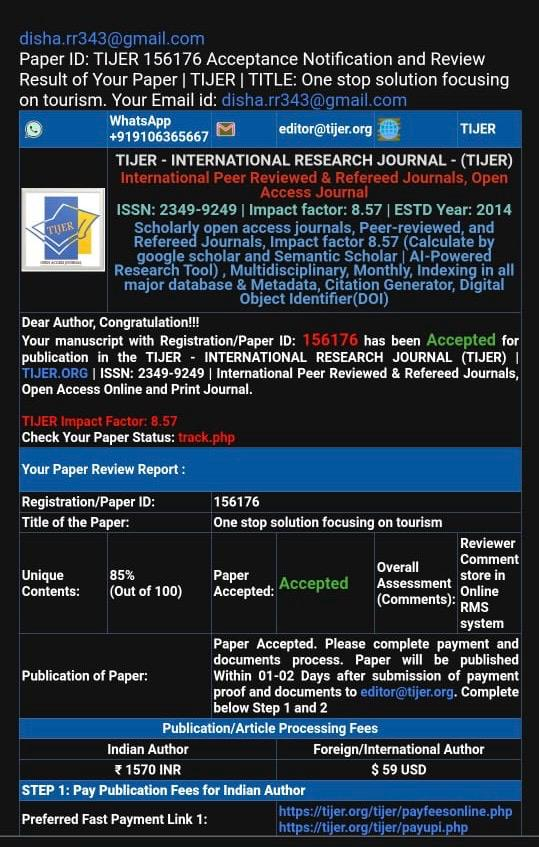 disha.rr343@gmail.com
Paper ID: TIJER 156176 Acceptance Notification and Review
Result of Your Paper | TIJER | TITLE: One stop solution focusing
on tourism. Your Email id: disha.rr343@gmail.com
WhatsApp
+919106365667
editor@tijer.org
TIJER
TIJER - INTERNATIONAL RESEARCH JOURNAL - (TIJER)
International Peer Reviewed & Refereed Journals, Open
Access Journal
ISSN: 2349-9249 | Impact factor: 8.57 | ESTD Year: 2014
Scholarly open access journals, Peer-reviewed, and
Refereed Journals, Impact factor 8.57 (Calculate by
google scholar and Semantic Scholar | AI-Powered
Research Tool) , Multidisciplinary, Monthly, Indexing in all
major database & Metadata, Citation Generator, Digital
Object Identifier(DOI)
TIJER
OPEN ACCESS JOURNAL
Dear Author, Congratulation!!!
Your manuscript with Registration/Paper ID: 156176 has been Accepted for
publication in the TIJER - INTERNATIONAL RESEARCH JOURNAL (TIJER) |
TIJER.ORG | ISSN: 2349-9249 | International Peer Reviewed & Refereed Journals,
Open Access Online and Print Journal.
TIJER Impact Factor: 8.57
Check Your Paper Status: track.php
Your Paper Review Report :
Registration/Paper ID:
156176
Title of the Paper:
One stop solution focusing on tourism
Unique
Contents:
85%
(Out of 100)
Paper
Accepted:
Accepted
Overall
Assessment
(Comments):
Reviewer
Comment
store in
Online
RMS
system
Publication of Paper:
Paper Accepted. Please complete payment and
documents process. Paper will be published
Within 01-02 Days after submission of payment
proof and documents to editor@tijer.org. Complete
below Step 1 and 2
Publication/Article Processing Fees
Indian Author
Foreign/International Author
₹ 1570 INR
$ 59 USD
STEP 1: Pay Publication Fees for Indian Author
Preferred Fast Payment Link 1:
https://tijer.org/tijer/payfeesonline.php
https://tijer.org/tijer/payupi.php